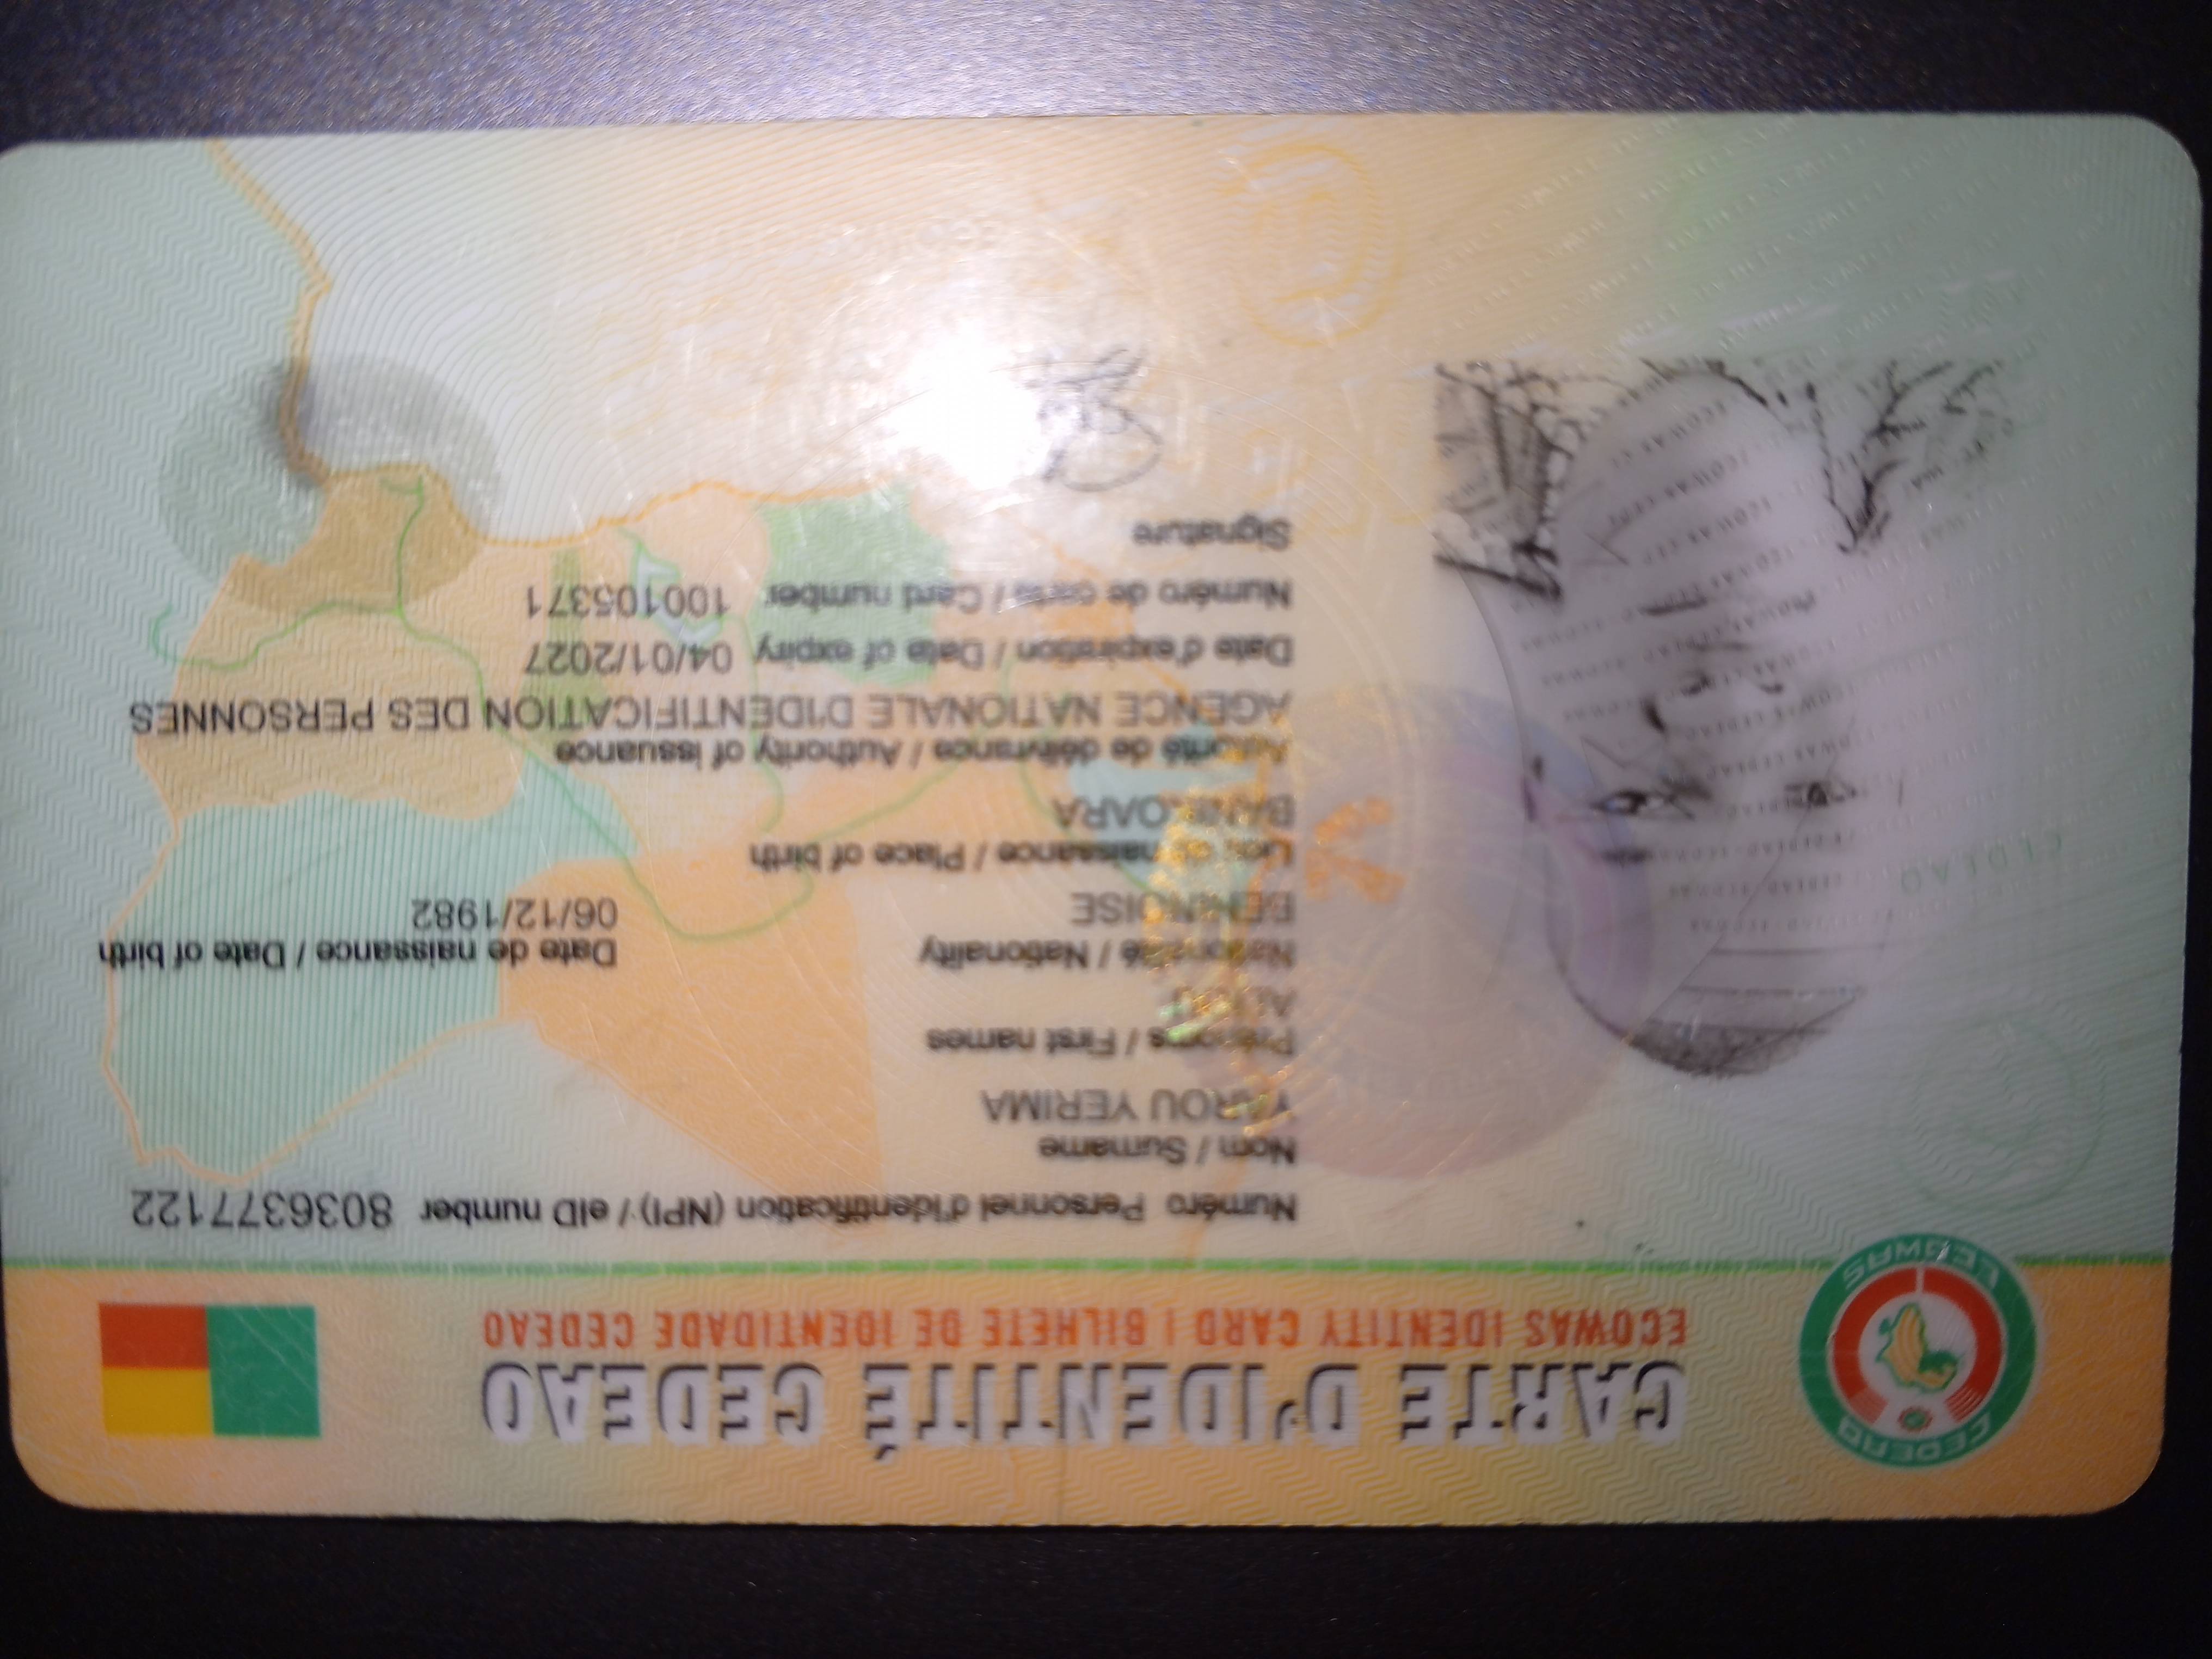 CARTE D'IDENTITÉ CEDEAO
ECOWAS IDENTITY CARD | BILHETE DE IDENTIDADE CEDEAO
CEDEAO
ECOWAS
Numéro Personnel d'identification (NPI) / eID number 8036377122
Nom / Surname
YAROU YERIMA
Prénoms / First names
Nationalité / Nationality
BENINOISE
Date de naissance / Date of birth
06/12/1982
Lieu de naissance / Place of birth
BANIKOARA
Autorité de délivrance / Authority of issuance
AGENCE NATIONALE D'IDENTIFICATION DES PERSONNES
Date d'expiration / Date of expiry 04/01/2027
Numéro de carte / Card number 100105371
Signature
CEDEAO